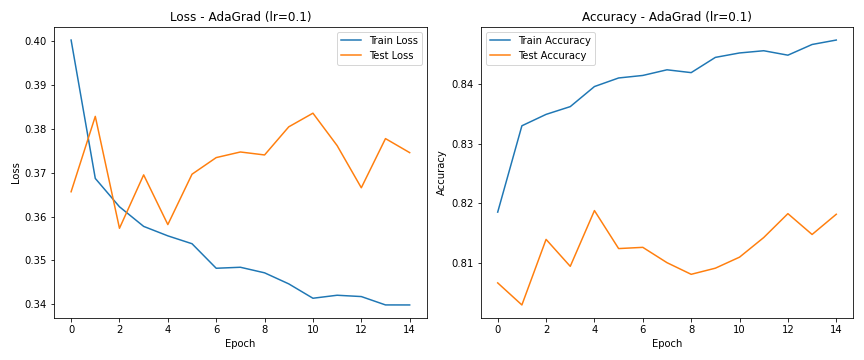 Loss - AdaGrad (lr=0.1)
Train Loss
Test Loss
0.40
0.39
0.38
0.37
0.36
0.35
0.34
Loss
0 2 4 6 8 10 12 14
Epoch
Accuracy - AdaGrad (lr=0.1)
Train Accuracy
Test Accuracy
0.84
0.83
0.82
0.81
Accuracy
0 2 4 6 8 10 12 14
Epoch